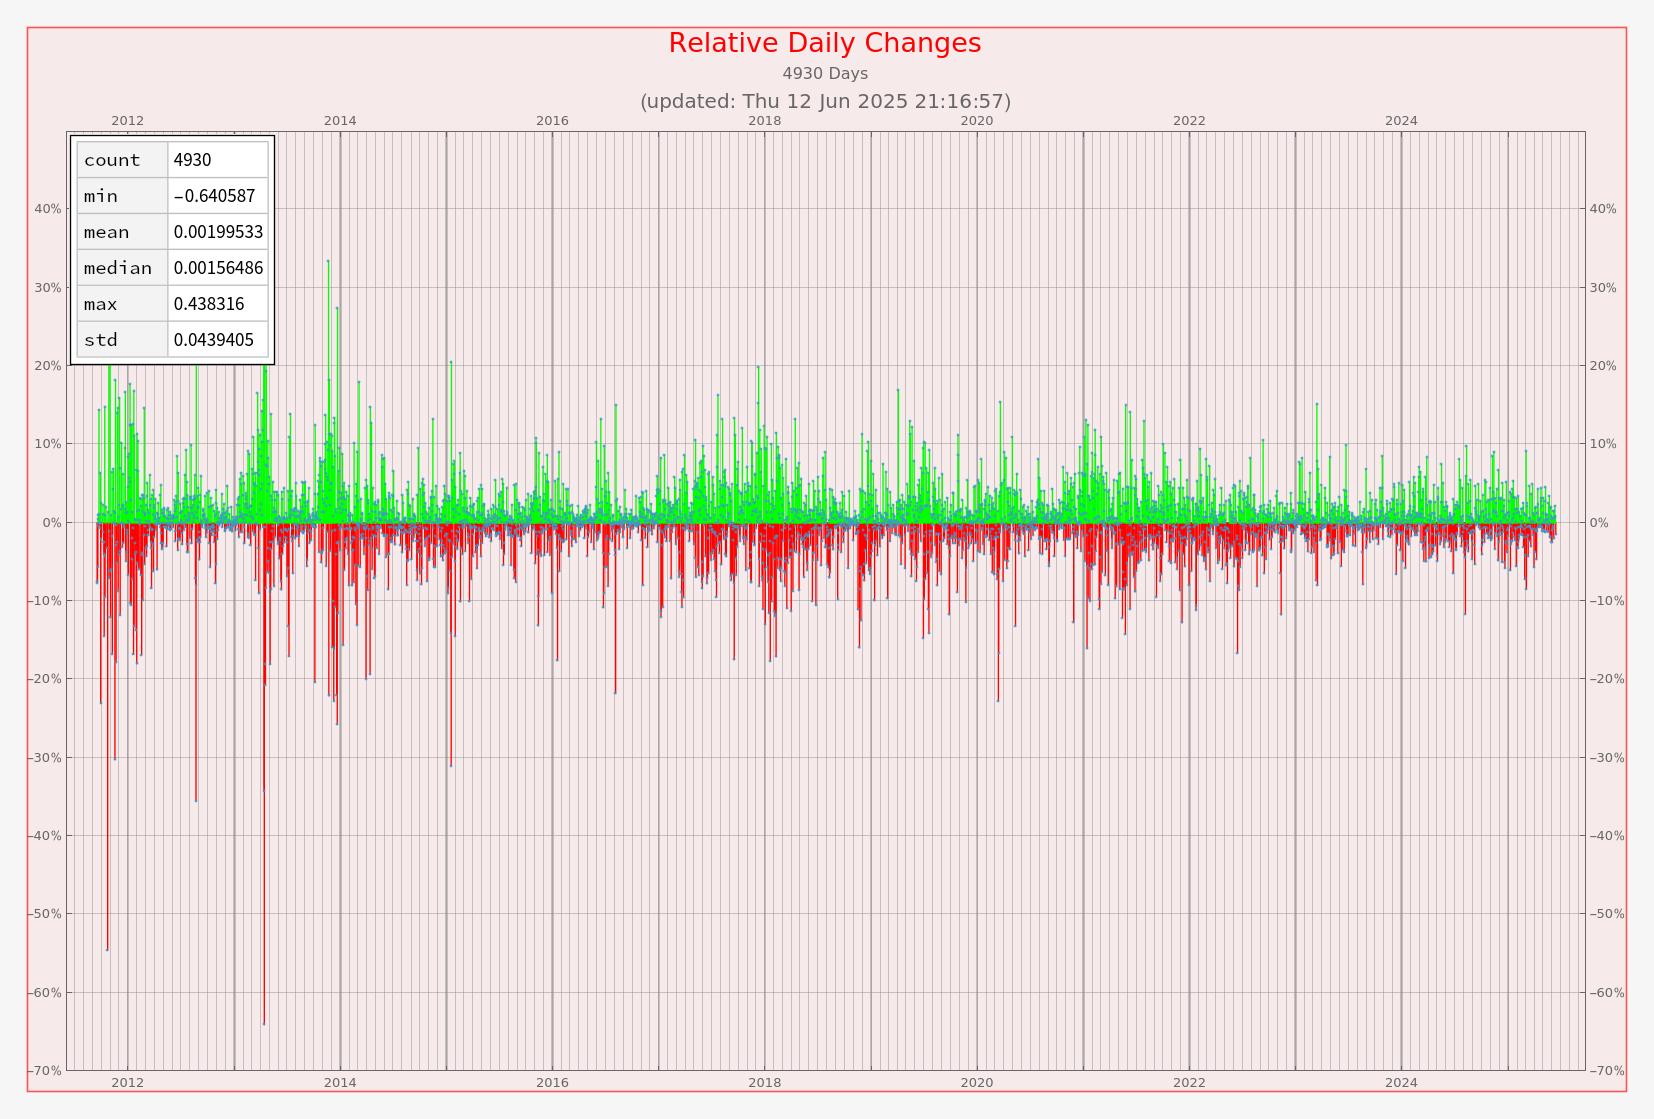 Relative Daily Changes
4930 Days
(updated: Thu 12 Jun 2025 21:16:57)
2012 2014 2016 2018 2020 2022 2024
count 4930
min −0.640587
mean 0.00199533
median 0.00156486
max 0.438316
std 0.0439405
40% 40%
30% 30%
20% 20%
10% 10%
0% 0%
−10% −10%
−20% −20%
−30% −30%
−40% −40%
−50% −50%
−60% −60%
−70% −70%
2012 2014 2016 2018 2020 2022 2024